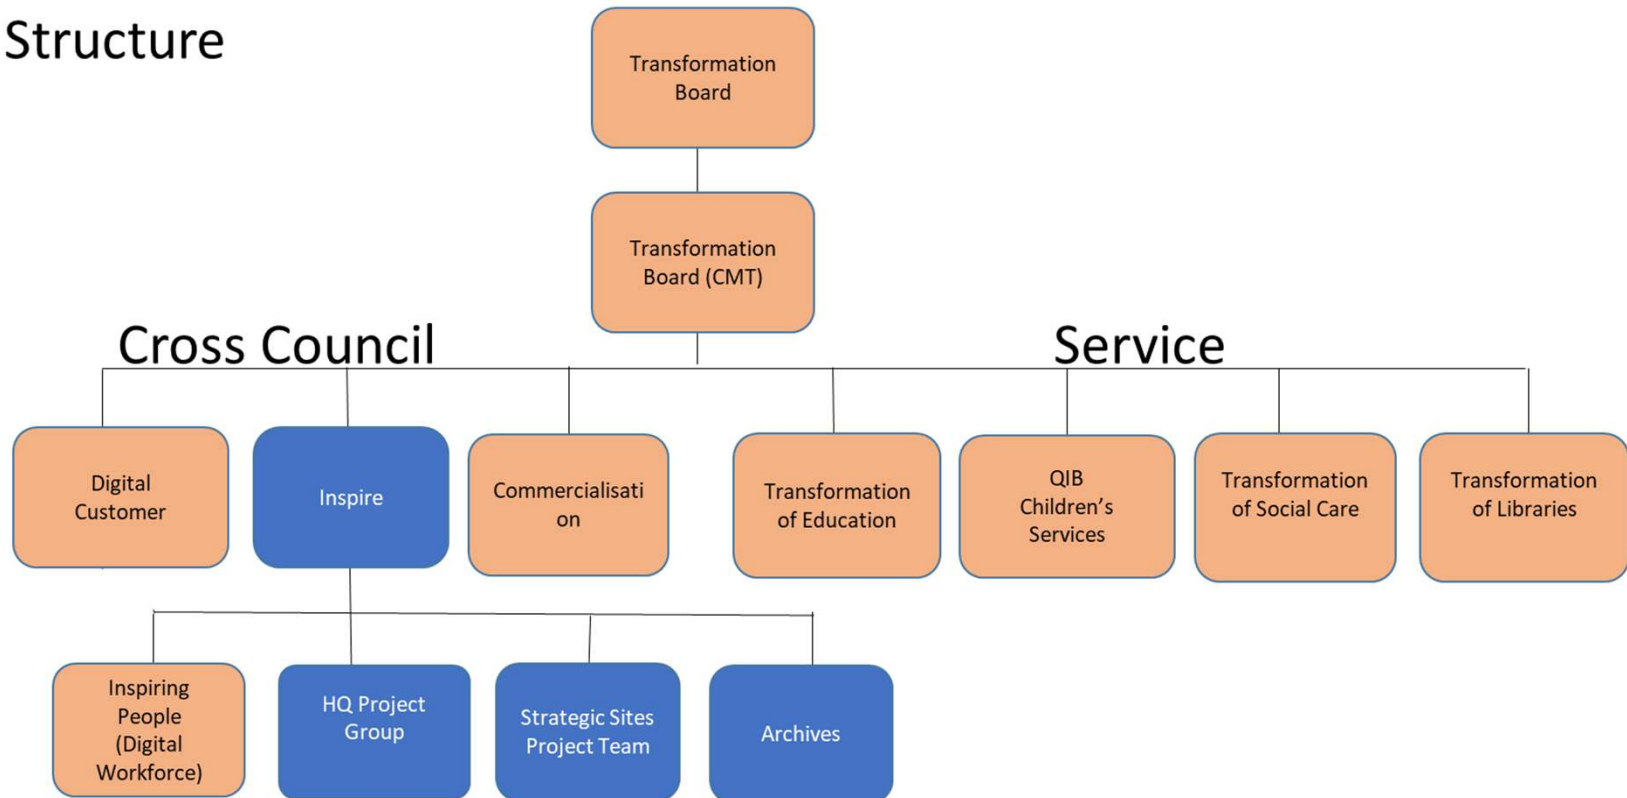 Structure
Transformation
Board
Transformation
Board (CMT)
Cross Council
Service
Digital
Customer
Inspire
Commercialisati
on
Transformation
of Education
QIB
Children’s
Services
Transformation
of Social Care
Transformation
of Libraries
Inspiring
People
(Digital
Workforce)
HQ Project
Group
Strategic Sites
Project Team
Archives